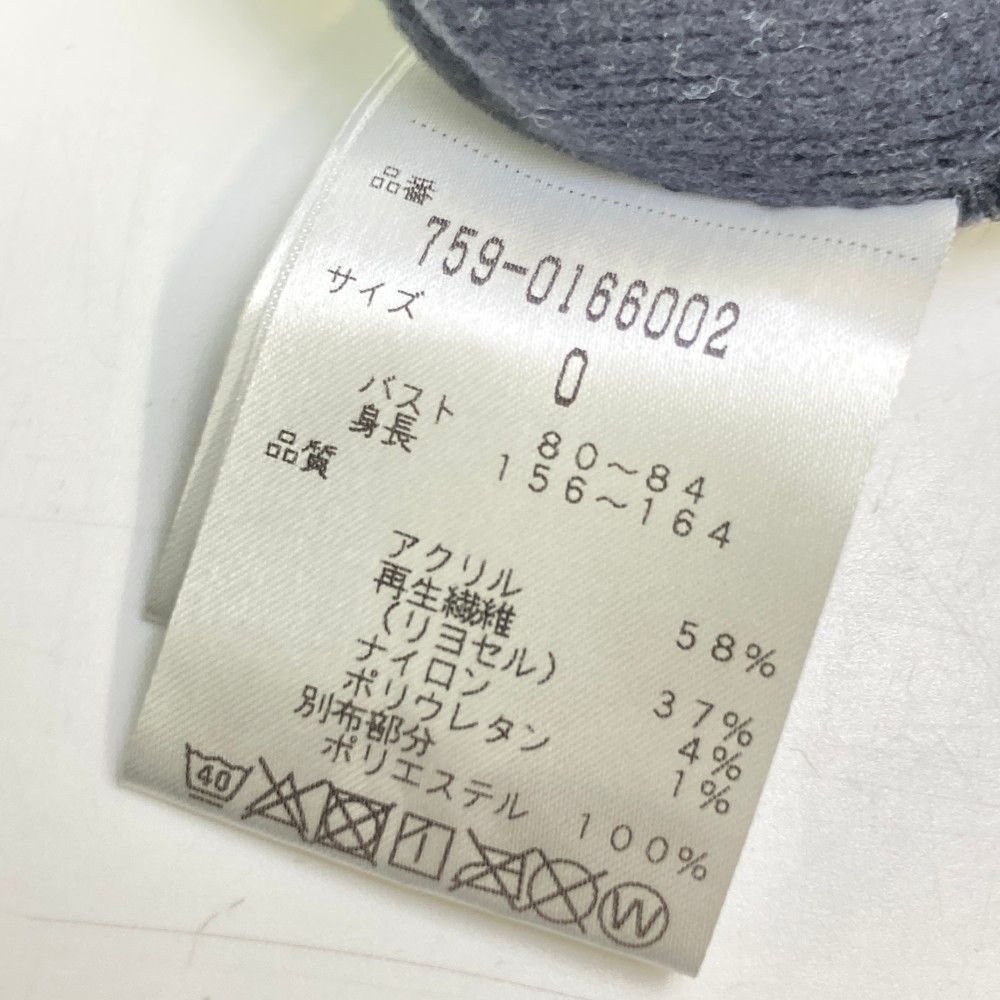 品番
759-0166002
サイズ
0
バスト 80～84
身長 156～164
品質
アクリル 58%
再生繊維
(リヨセル) 37%
ナイロン 4%
ポリウレタン 1%
別布部分
ポリエステル 100%
40
W